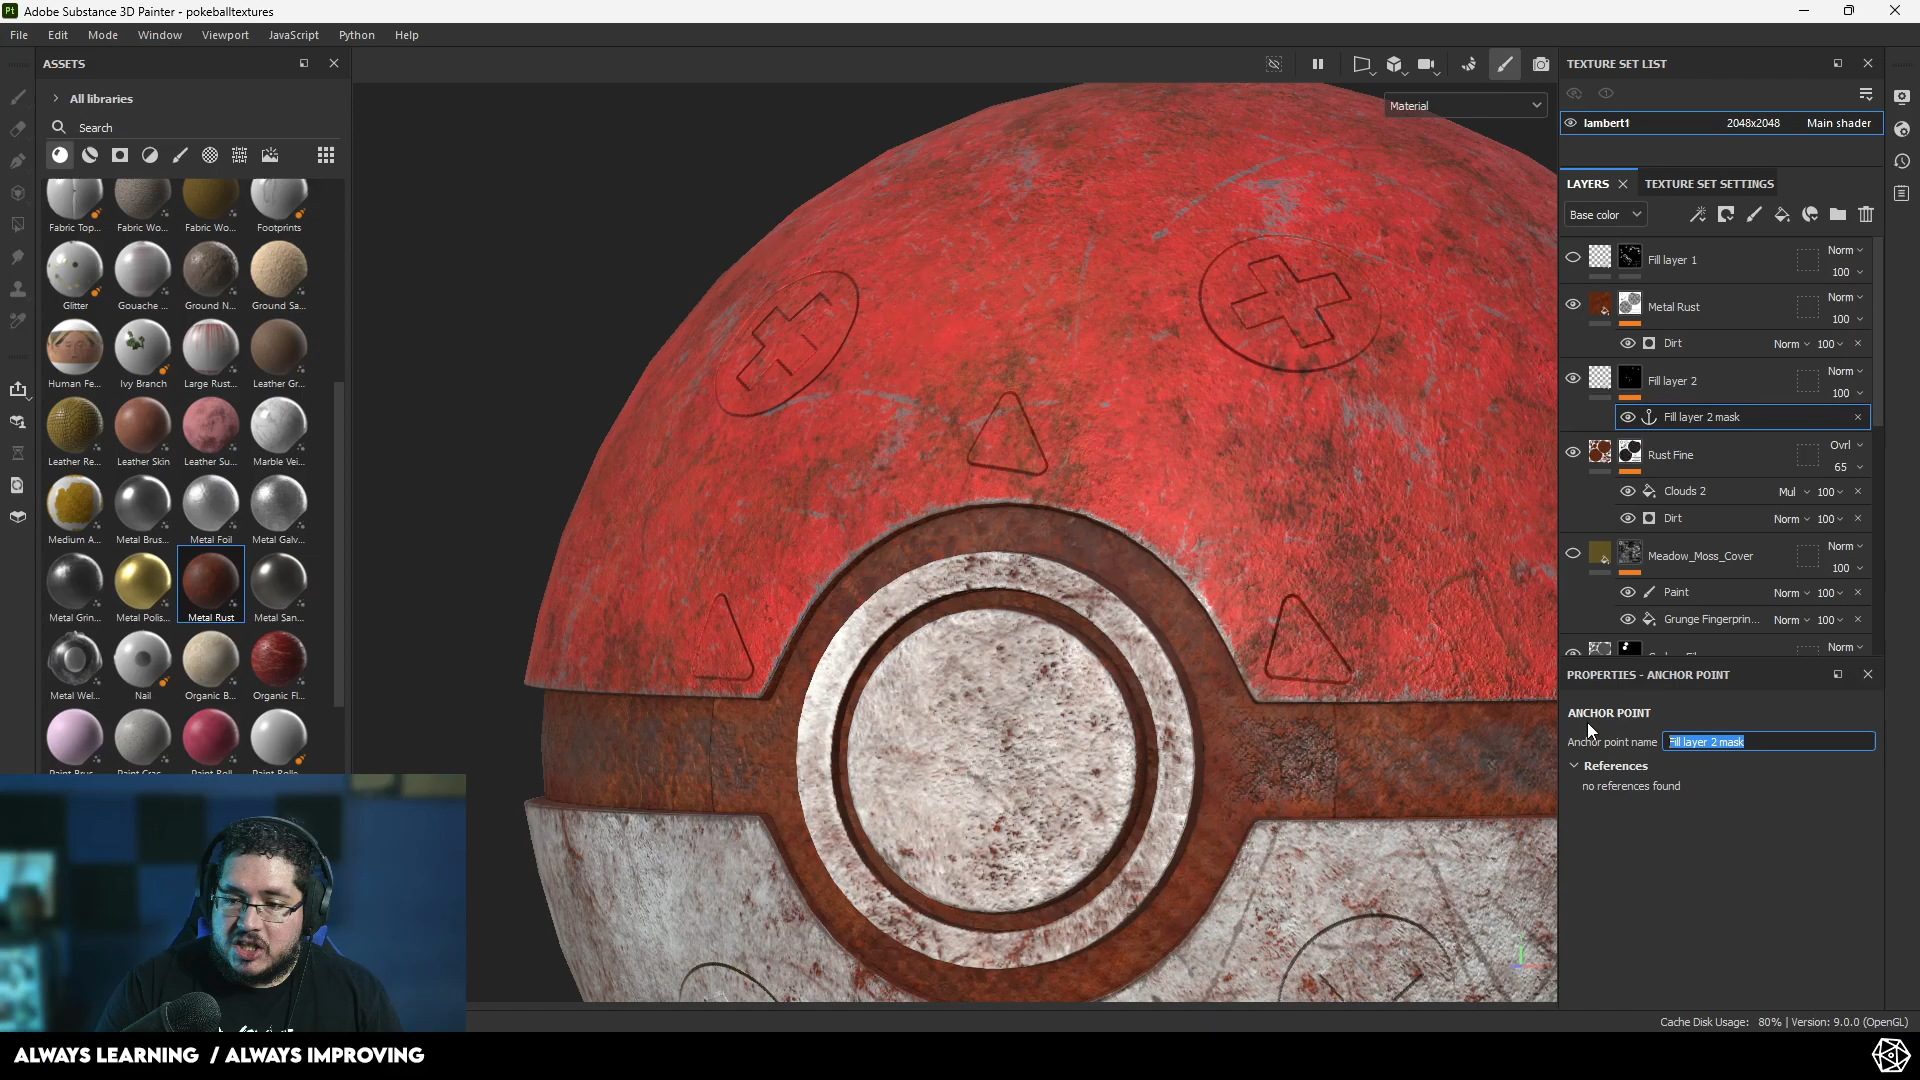 Pt Adobe Substance 3D Painter - pokeballtextures
File Edit Mode Window Viewport JavaScript Python Help
ASSETS
All libraries
Search
Fabric Top... Fabric Wo... Fabric Wo... Footprints
Glitter Gouache ... Ground N... Ground Sa...
Human Fe... Ivy Branch Large Rust... Leather Gr...
Leather Re... Leather Skin Leather Su... Marble Vei...
Medium A... Metal Brus... Metal Foil Metal Galv...
Metal Grin... Metal Polis... Metal Rust Metal San...
Metal Wel... Nail Organic B... Organic Fl...
Material
TEXTURE SET LIST
lambert1 2048x2048 Main shader
LAYERS TEXTURE SET SETTINGS
Base color
Fill layer 1 Norm 100
Metal Rust Norm 100
Dirt Norm 100
Fill layer 2 Norm 100
Fill layer 2 mask
Rust Fine Ovrl 65
Clouds 2 Mul 100
Dirt Norm 100
Meadow_Moss_Cover Norm 100
Paint Norm 100
Grunge Fingerprin... Norm 100
Norm
PROPERTIES - ANCHOR POINT
ANCHOR POINT
Anchor point name Fill layer 2 mask
References
no references found
Cache Disk Usage: 80% | Version: 9.0.0 (OpenGL)
ALWAYS LEARNING / ALWAYS IMPROVING